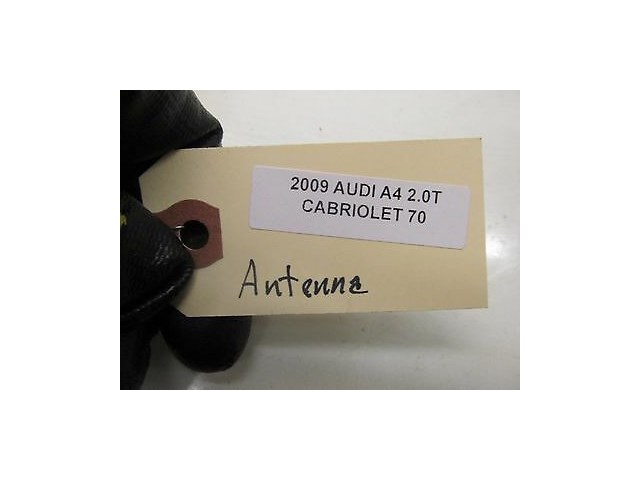 2009 AUDI A4 2.0T
CABRIOLET 70
Antenna